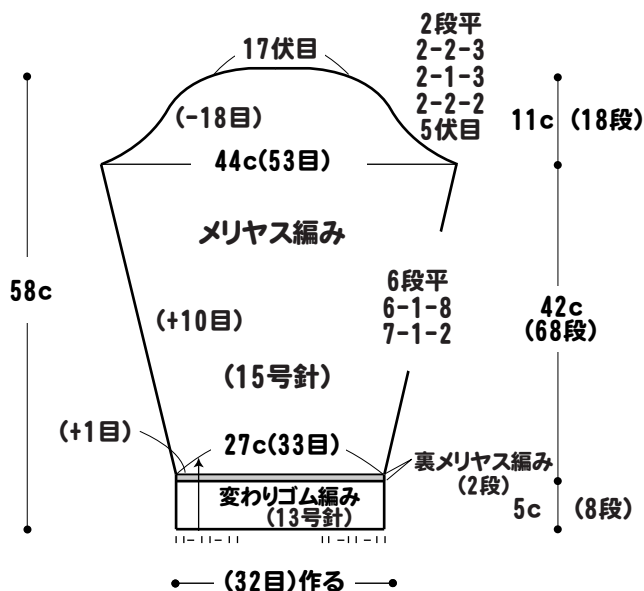 17伏目
2段平
2-2-3
2-1-3
2-2-2
5伏目
(-18目)
11c (18段)
44c(53目)
メリヤス編み
58c
6段平
6-1-8
7-1-2
42c
(68段)
(+10目)
(15号針)
(+1目)
27c(33目)
裏メリヤス編み
(2段)
変わりゴム編み
(13号針)
5c (8段)
(32目)作る